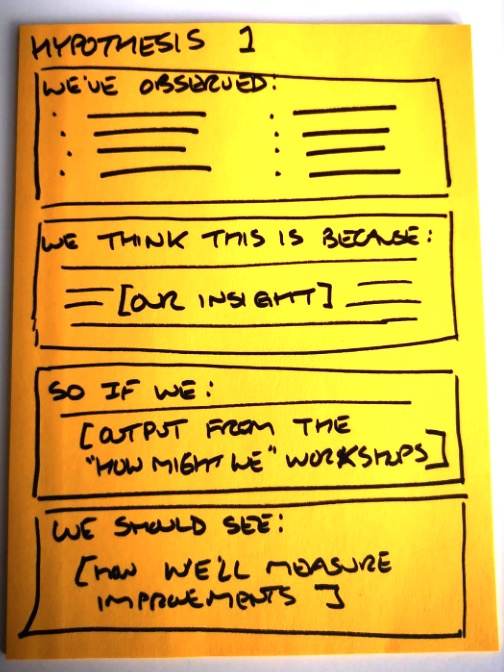 HYPOTHESIS 1
WE'VE OBSERVED:
WE THINK THIS IS BECAUSE:
[OUR INSIGHT]
SO IF WE:
[OUTPUT FROM THE
"HOW MIGHT WE" WORKSHOPS]
WE SHOULD SEE:
[HOW WE'LL MEASURE
IMPROVEMENTS]